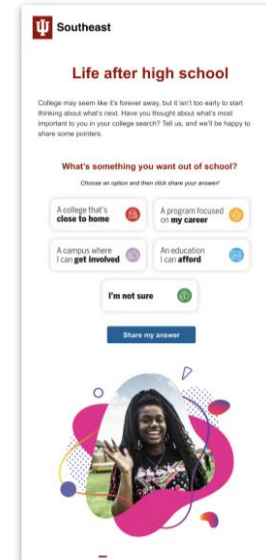 Southeast
Life after high school
College may seem like it's forever away, but it isn't too early to start
thinking about what's next. Have you thought about what's most
important to you in your college search? Tell us, and we'll be happy to
share some pointers.
What's something you want out of school?
Choose an option and then click share your answer!
A college that's
close to home
A program focused
on my career
A campus where
I can get involved
An education
I can afford
I'm not sure
Share my answer